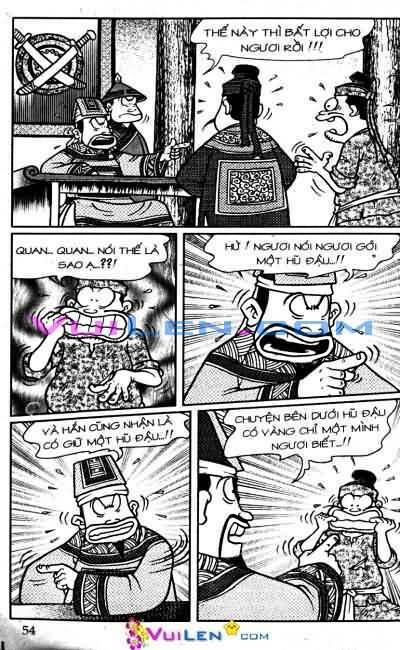 THẾ NÀY THÌ BẤT LỢI CHO
NGƯƠI RỒI !!!
QUAN... QUAN.. NÓI THẾ LÀ
SAO Ạ..??!
HỪ ! NGƯƠI NÓI NGƯƠI GỞI
MỘT HŨ ĐẬU..!!
VUILEN.COM
VÀ HẮN CŨNG NHẬN LÀ
CÓ GIỮ MỘT HŨ ĐẬU...!!
CHUYỆN BÊN DƯỚI HŨ ĐẬU
CÓ VÀNG CHỈ MỘT MÌNH
NGƯƠI BIẾT...!!
54
VUILEN.COM